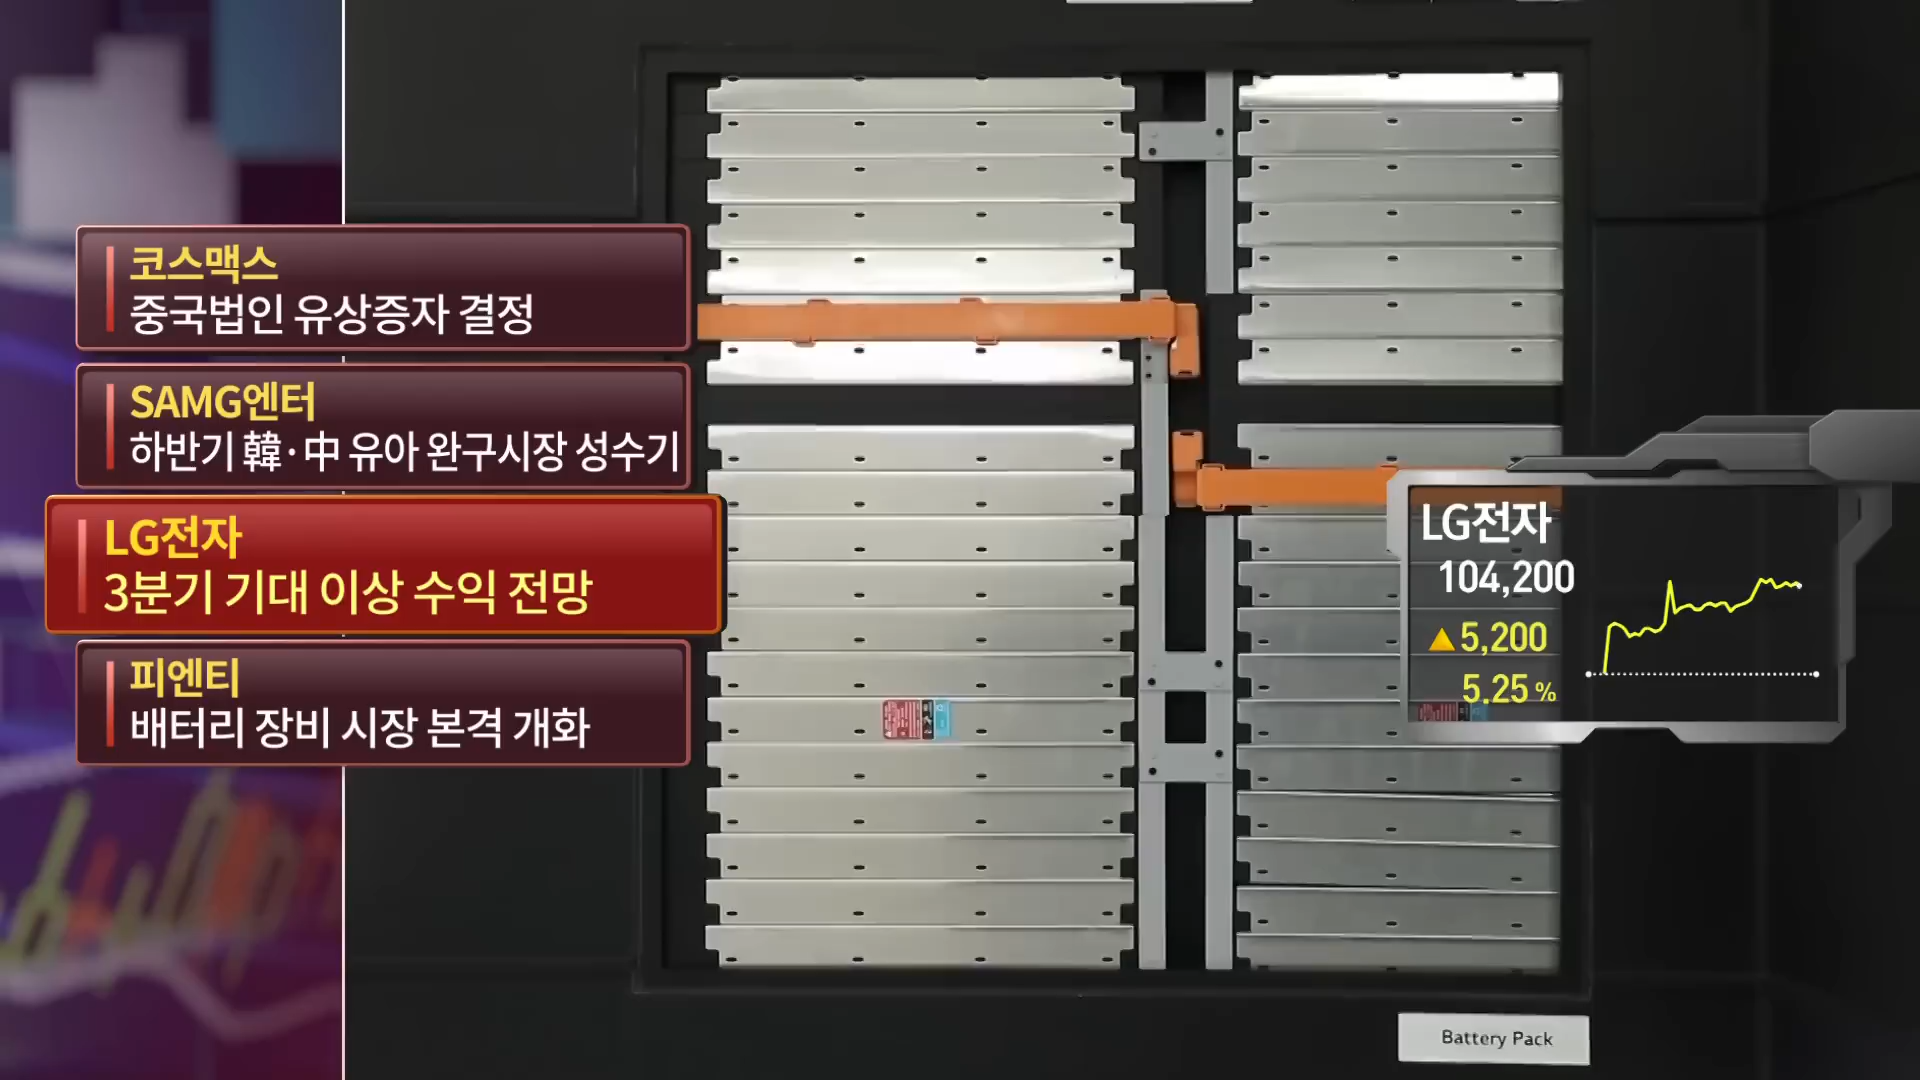 코스맥스
중국법인 유상증자 결정
SAMG엔터
하반기 韓·中 유아 완구시장 성수기
LG전자
3분기 기대 이상 수익 전망
피엔티
배터리 장비 시장 본격 개화
LG전자
104,200
▲5,200
5.25 %
Battery Pack